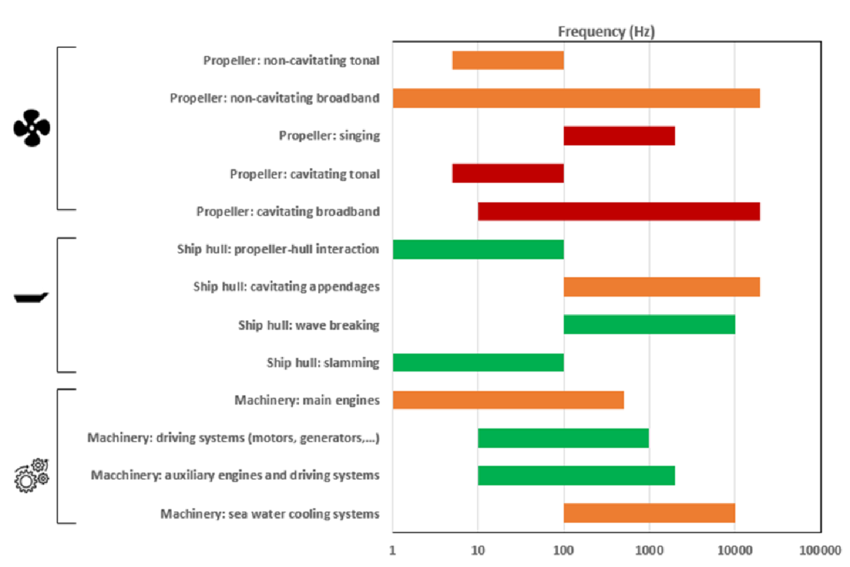 Frequency (Hz)
Propeller: non-cavitating tonal
Propeller: non-cavitating broadband
Propeller: singing
Propeller: cavitating tonal
Propeller: cavitating broadband
Ship hull: propeller-hull interaction
Ship hull: cavitating appendages
Ship hull: wave breaking
Ship hull: slamming
Machinery: main engines
Machinery: driving systems (motors, generators,...)
Macchinery: auxiliary engines and driving systems
Machinery: sea water cooling systems
1 10 100 1000 10000 100000